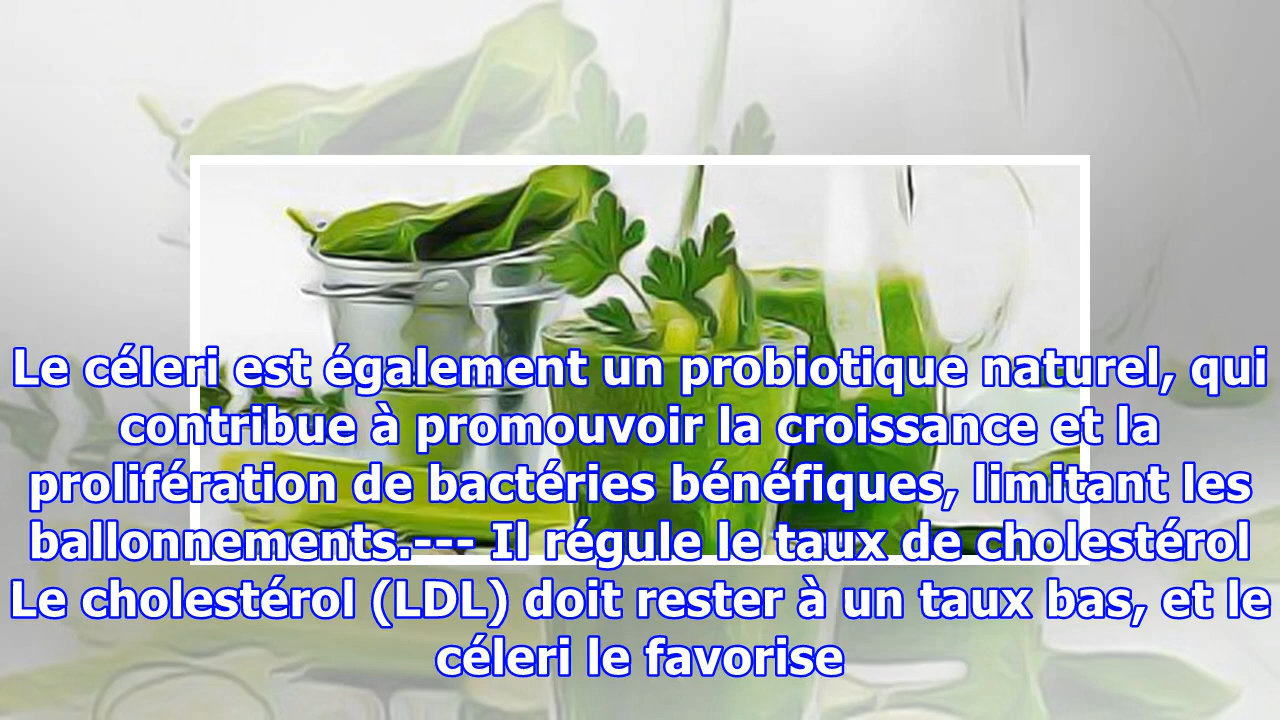 Le céleri est également un probiotique naturel, qui
contribue à promouvoir la croissance et la
prolifération de bactéries bénéfiques, limitant les
ballonnements.--- Il régule le taux de cholestérol
Le cholestérol (LDL) doit rester à un taux bas, et le
céleri le favorise